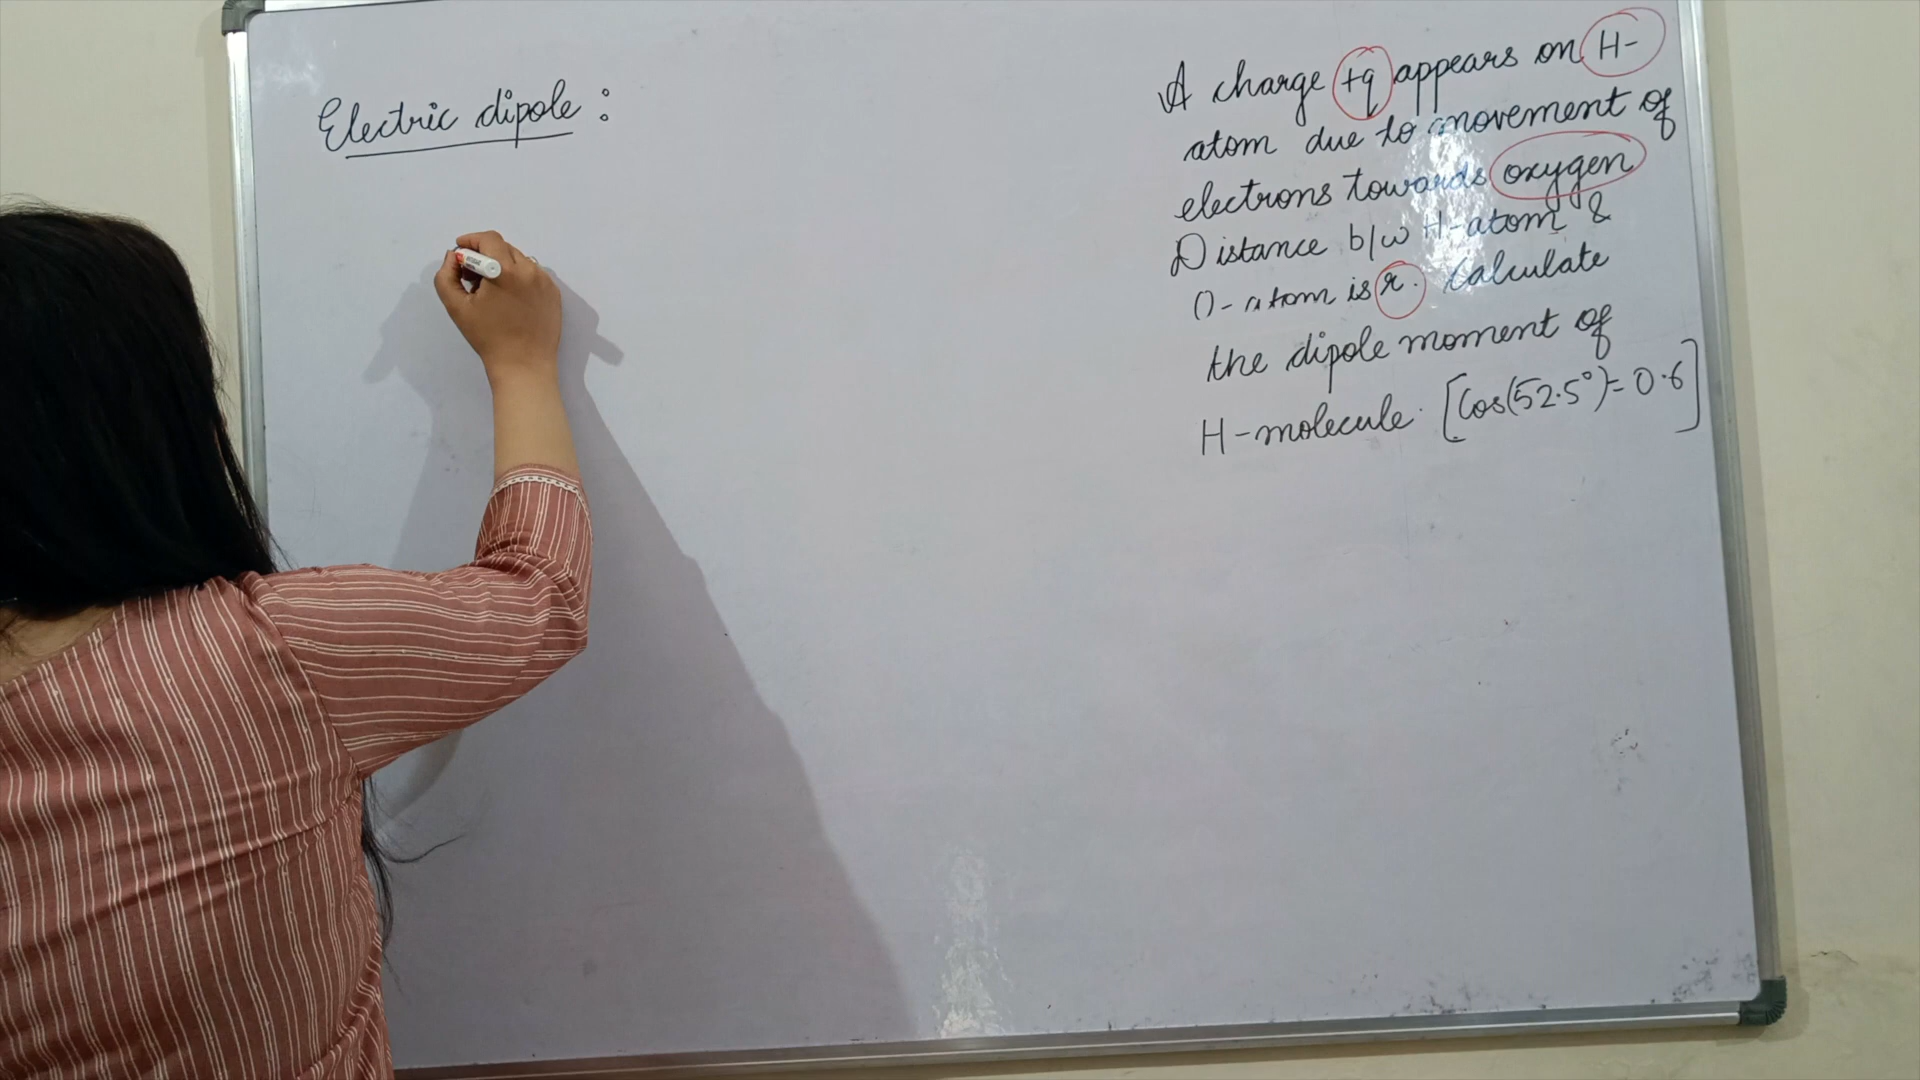 Electric dipole :
A charge +q appears on H-
atom due to movement of
electrons towards oxygen
Distance b/w H-atom &
O-atom is r. Calculate
the dipole moment of
H-molecule. [Cos(52.5°)= 0.6]